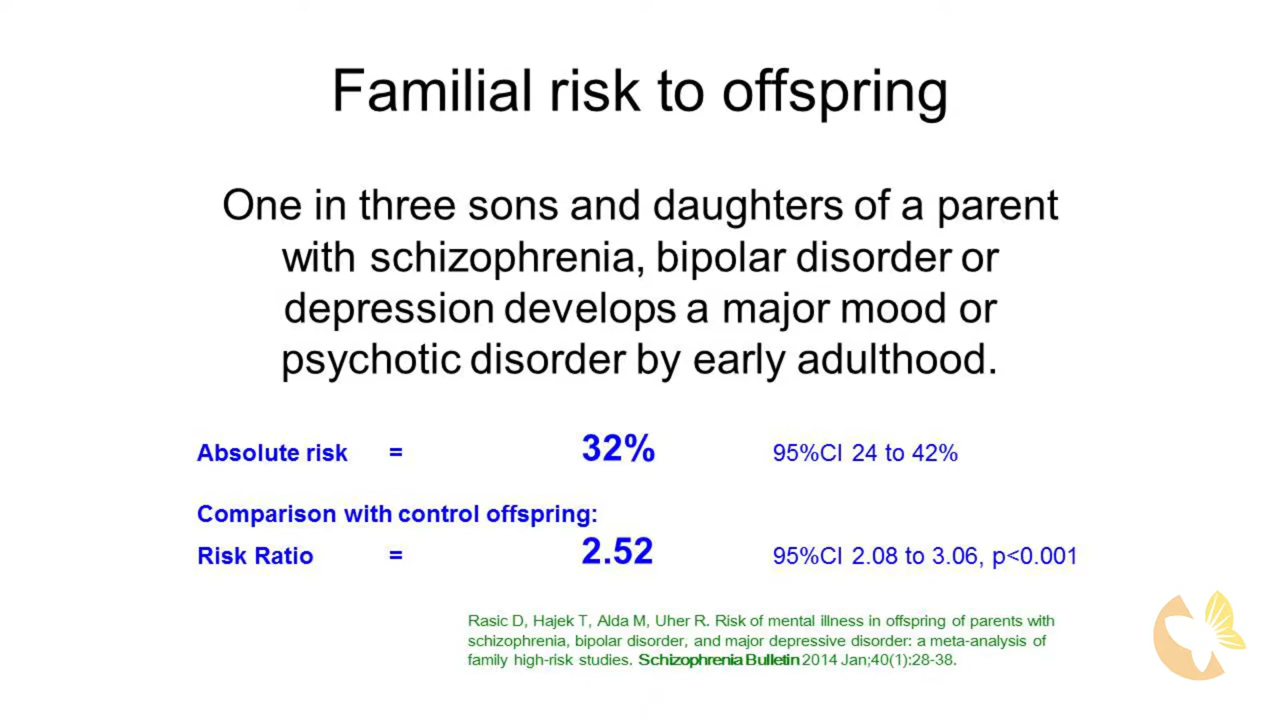 Familial risk to offspring
One in three sons and daughters of a parent
with schizophrenia, bipolar disorder or
depression develops a major mood or
psychotic disorder by early adulthood.
Absolute risk = 32% 95%CI 24 to 42%
Comparison with control offspring:
Risk Ratio = 2.52 95%CI 2.08 to 3.06, p<0.001
Rasic D, Hajek T, Alda M, Uher R. Risk of mental illness in offspring of parents with
schizophrenia, bipolar disorder, and major depressive disorder: a meta-analysis of
family high-risk studies. Schizophrenia Bulletin 2014 Jan;40(1):28-38.